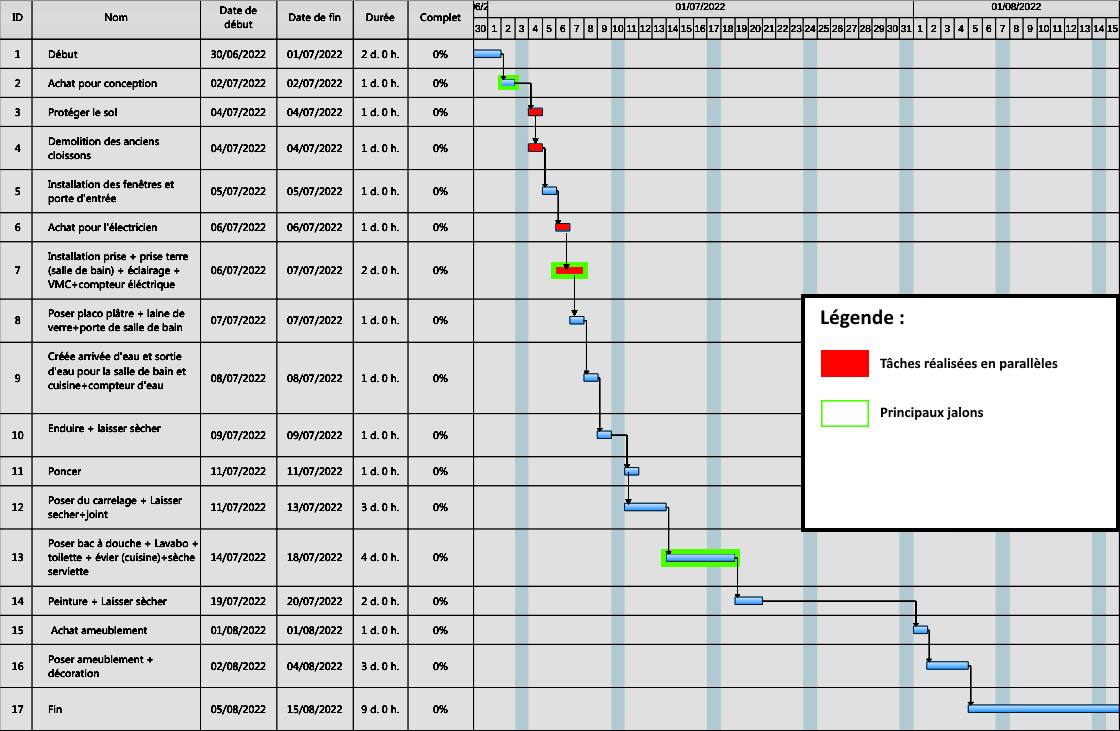 ID Nom Date de début Date de fin Durée Complet 6/2 01/07/2022 01/08/2022
30 1 2 3 4 5 6 7 8 9 10 11 12 13 14 15 16 17 18 19 20 21 22 23 24 25 26 27 28 29 30 31 1 2 3 4 5 6 7 8 9 10 11 12 13 14 15
1 Début 30/06/2022 01/07/2022 2 d. 0 h. 0%
2 Achat pour conception 02/07/2022 02/07/2022 1 d. 0 h. 0%
3 Protéger le sol 04/07/2022 04/07/2022 1 d. 0 h. 0%
4 Demolition des anciens cloissons 04/07/2022 04/07/2022 1 d. 0 h. 0%
5 Installation des fenêtres et porte d'entrée 05/07/2022 05/07/2022 1 d. 0 h. 0%
6 Achat pour l'électricien 06/07/2022 06/07/2022 1 d. 0 h. 0%
7 Installation prise + prise terre (salle de bain) + éclairage + VMC+compteur éléctrique 06/07/2022 07/07/2022 2 d. 0 h. 0%
8 Poser placo plâtre + laine de verre+porte de salle de bain 07/07/2022 07/07/2022 1 d. 0 h. 0%
9 Créée arrivée d'eau et sortie d'eau pour la salle de bain et cuisine+compteur d'eau 08/07/2022 08/07/2022 1 d. 0 h. 0%
10 Enduire + laisser sècher 09/07/2022 09/07/2022 1 d. 0 h. 0%
11 Poncer 11/07/2022 11/07/2022 1 d. 0 h. 0%
12 Poser du carrelage + Laisser secher+joint 11/07/2022 13/07/2022 3 d. 0 h. 0%
13 Poser bac à douche + Lavabo + toilette + évier (cuisine)+sèche serviette 14/07/2022 18/07/2022 4 d. 0 h. 0%
14 Peinture + Laisser sècher 19/07/2022 20/07/2022 2 d. 0 h. 0%
15 Achat ameublement 01/08/2022 01/08/2022 1 d. 0 h. 0%
16 Poser ameublement + décoration 02/08/2022 04/08/2022 3 d. 0 h. 0%
17 Fin 05/08/2022 15/08/2022 9 d. 0 h. 0%
Légende :
Tâches réalisées en parallèles
Principaux jalons